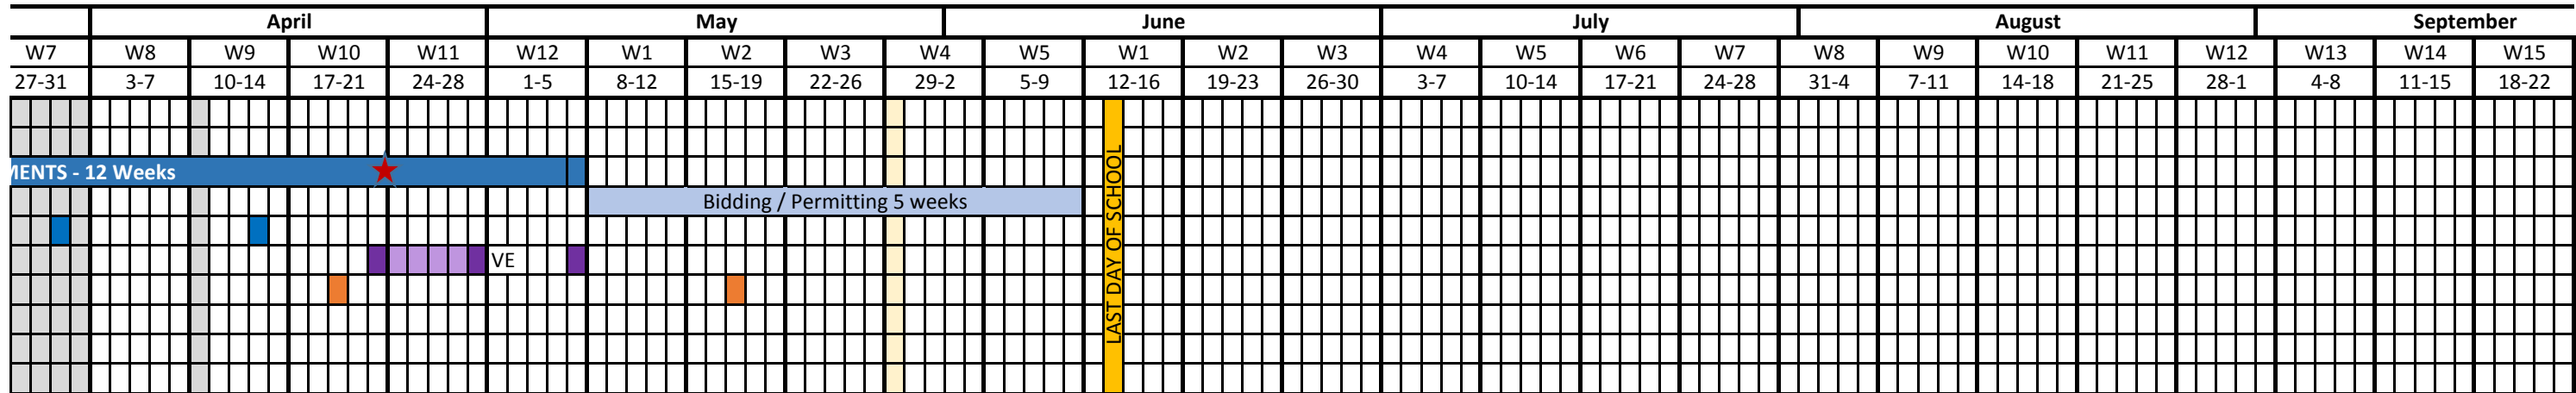 April May June July August September
W7 W8 W9 W10 W11 W12 W1 W2 W3 W4 W5 W1 W2 W3 W4 W5 W6 W7 W8 W9 W10 W11 W12 W13 W14 W15
27-31 3-7 10-14 17-21 24-28 1-5 8-12 15-19 22-26 29-2 5-9 12-16 19-23 26-30 3-7 10-14 17-21 24-28 31-4 7-11 14-18 21-25 28-1 4-8 11-15 18-22
MENTS - 12 Weeks
Bidding / Permitting 5 weeks
VE
LAST DAY OF SCHOOL